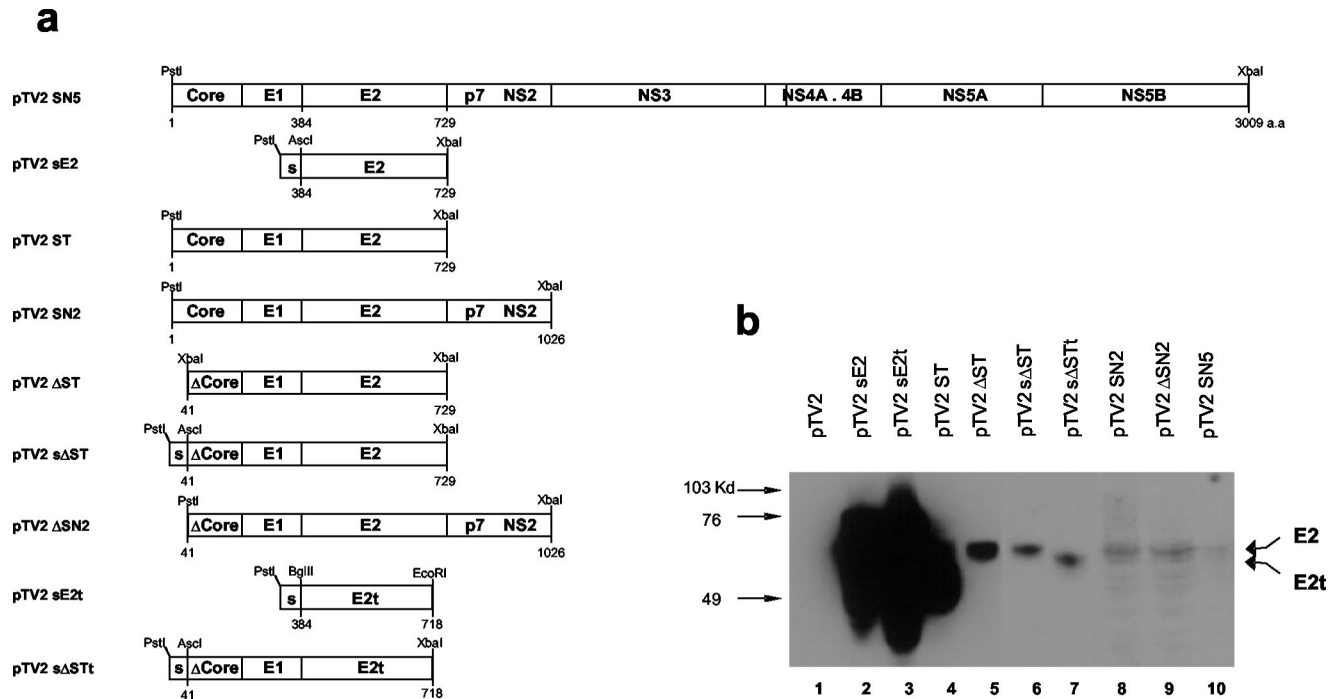 a
PstI XbaI
pTV2 SN5 Core E1 E2 p7 NS2 NS3 NS4A . 4B NS5A NS5B
1 384 729 3009 a.a
PstI AscI XbaI
pTV2 sE2 s E2
384 729
PstI XbaI
pTV2 ST Core E1 E2
1 729
PstI XbaI
pTV2 SN2 Core E1 E2 p7 NS2
1 1026
XbaI XbaI
pTV2 ΔST ΔCore E1 E2
41 729
PstI AscI XbaI
pTV2 sΔST s ΔCore E1 E2
41 729
PstI XbaI
pTV2 ΔSN2 ΔCore E1 E2 p7 NS2
41 1026
PstI BglII EcoRI
pTV2 sE2t s E2t
384 718
PstI AscI XbaI
pTV2 sΔSTt s ΔCore E1 E2t
41 718
b
pTV2
pTV2 sE2
pTV2 sE2t
pTV2 ST
pTV2 ΔST
pTV2 sΔST
pTV2 sΔSTt
pTV2 SN2
pTV2 ΔSN2
pTV2 SN5
103 Kd
76
49
E2
E2t
1 2 3 4 5 6 7 8 9 10